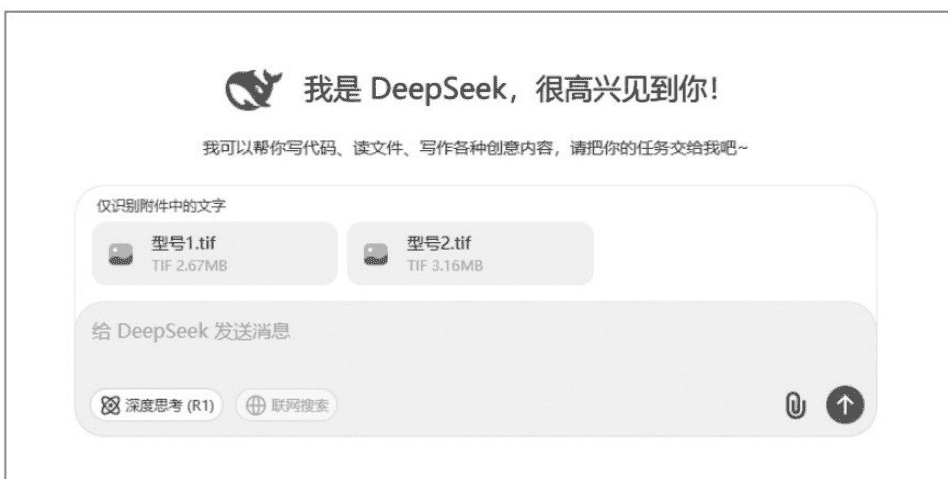 我是 DeepSeek，很高兴见到你！
我可以帮你写代码、读文件、写作各种创意内容，请把你的任务交给我吧~
仅识别附件中的文字
型号1.tif
TIF 2.67MB
型号2.tif
TIF 3.16MB
给 DeepSeek 发送消息
深度思考 (R1)
联网搜索